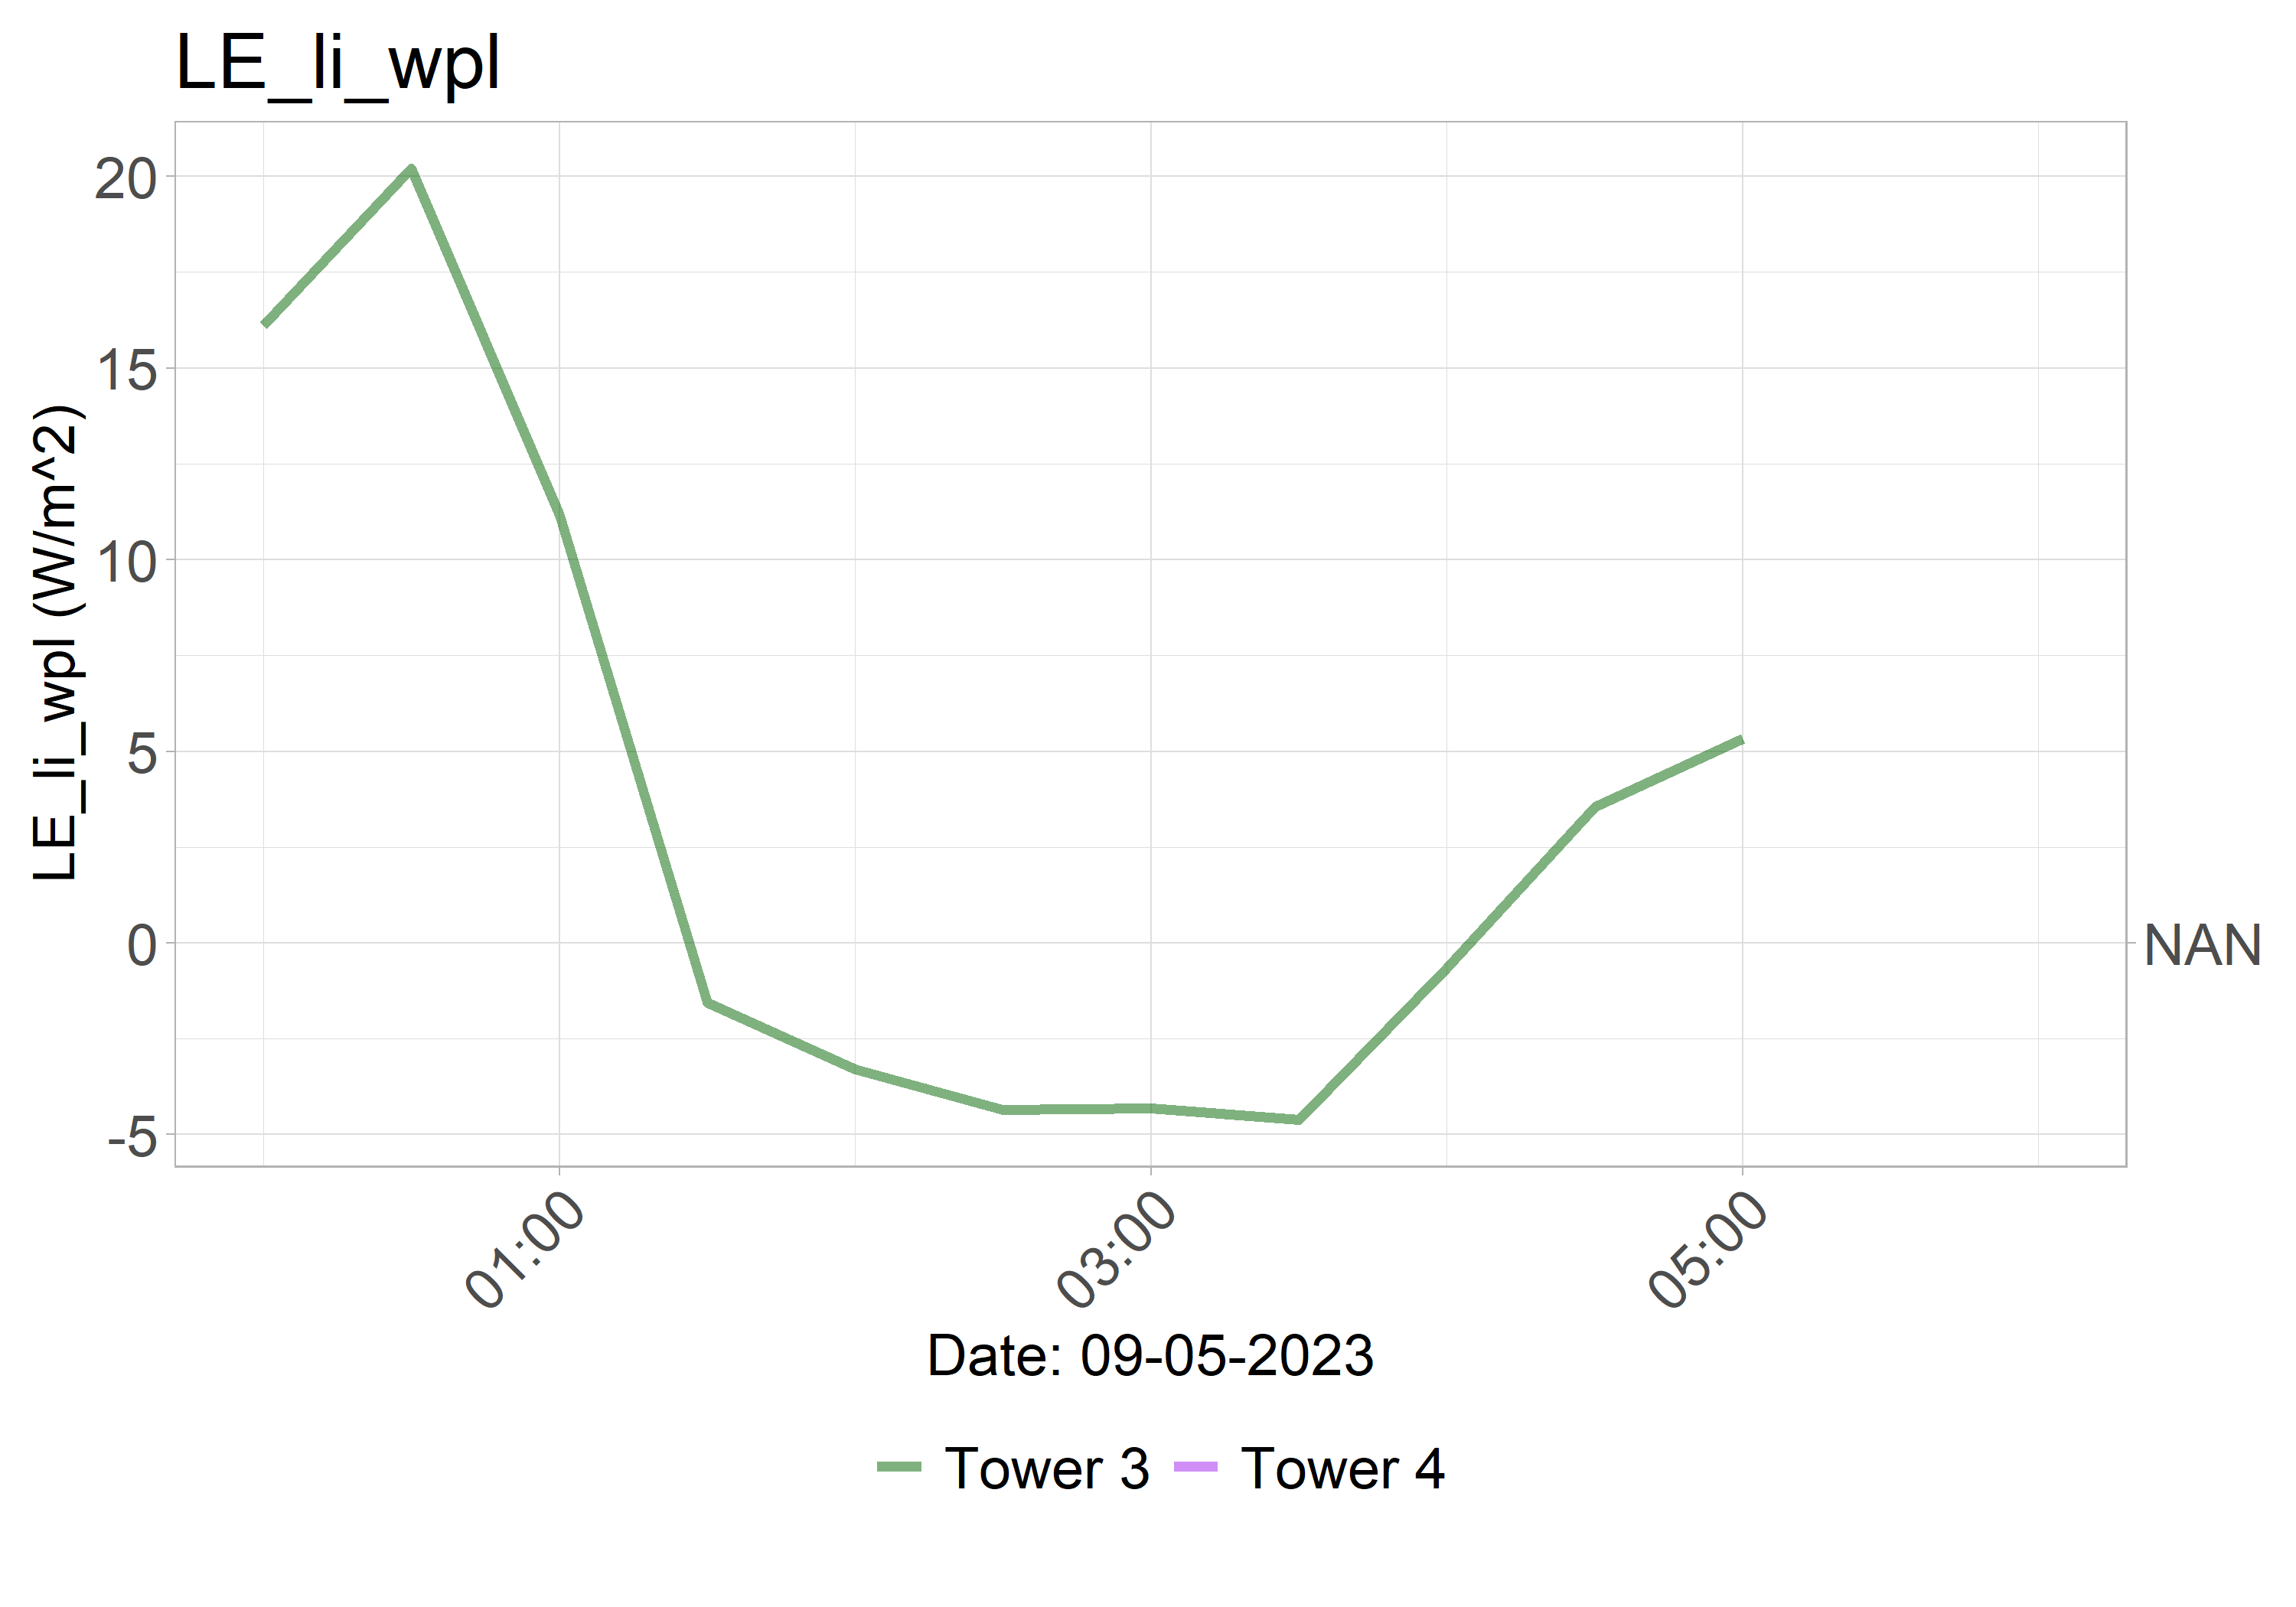 LE_li_wpl
LE_li_wpl (W/m^2)
20
15
10
5
0
-5
NAN
01:00
03:00
05:00
Date: 09-05-2023
Tower 3
Tower 4